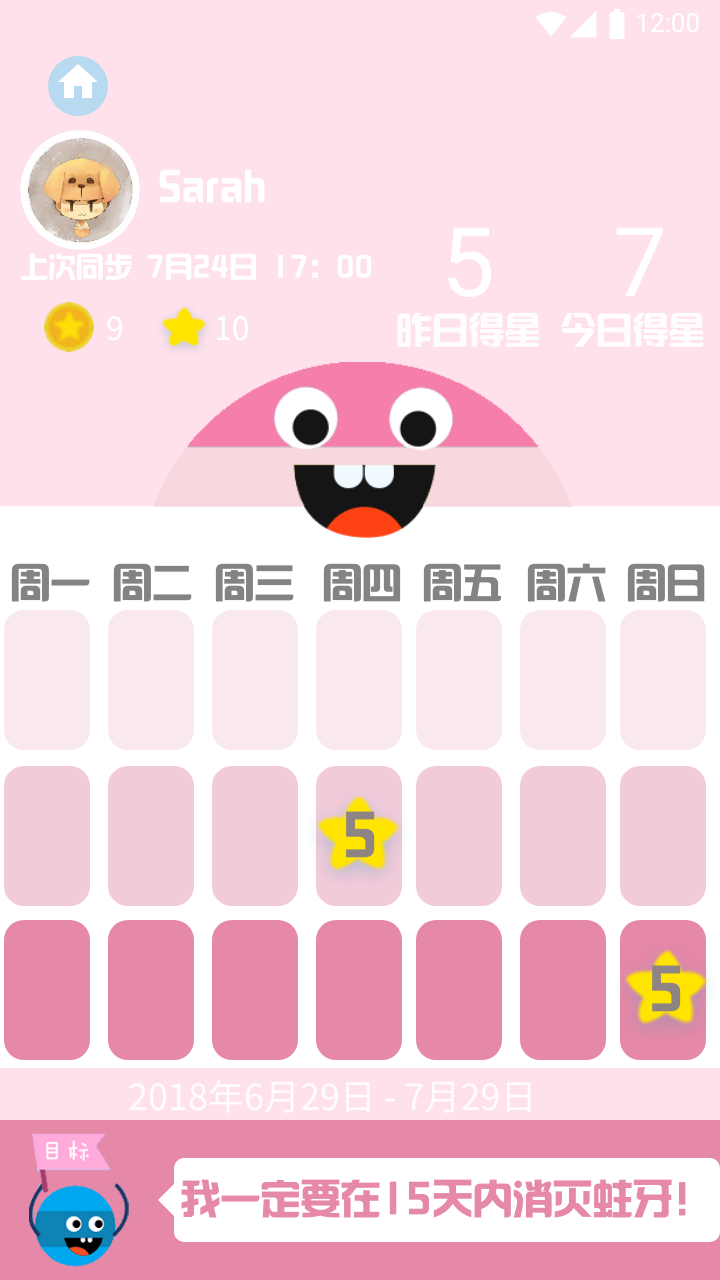 12:00
Sarah
上次同步 7月24日 17：00
5 7
9 10
昨日得星 今日得星
周一 周二 周三 周四 周五 周六 周日
5
5
2018年6月29日 - 7月29日
目标
我一定要在15天内消灭蛀牙！